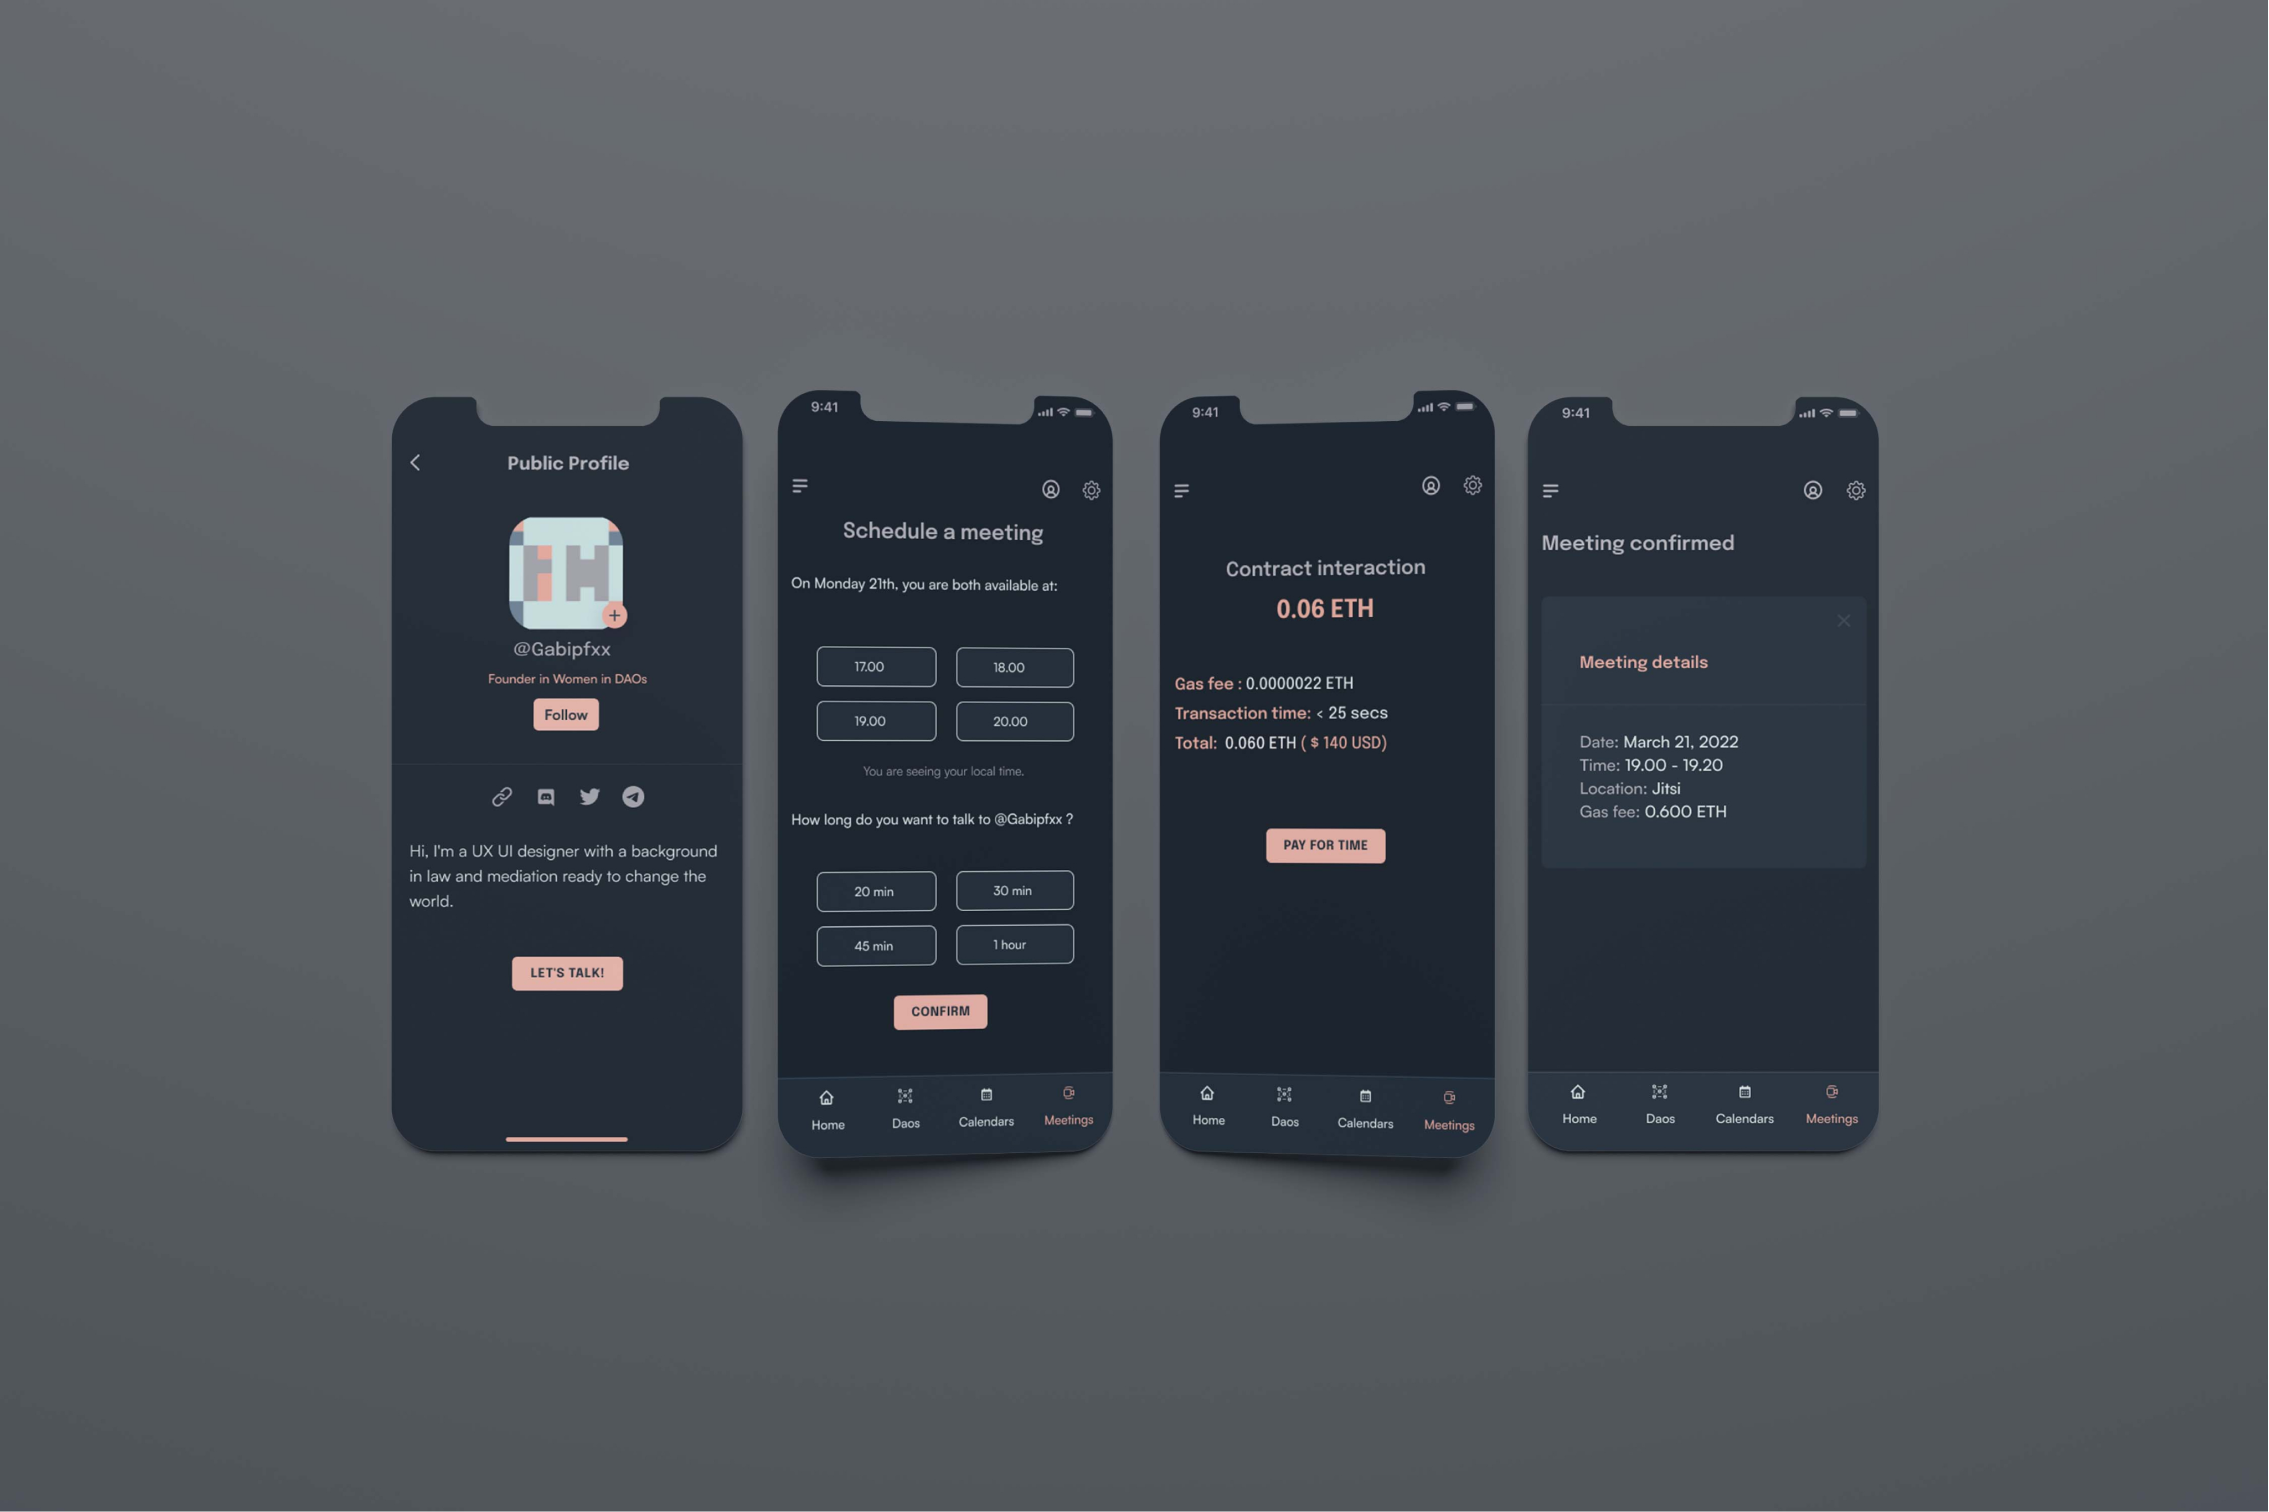 Public Profile
@Gabipfxx
Founder in Women in DAOs
Follow
Hi, I'm a UX UI designer with a background
in law and mediation ready to change the
world.
LET'S TALK!
9:41
Schedule a meeting
On Monday 21th, you are both available at:
17.00 18.00
19.00 20.00
You are seeing your local time.
How long do you want to talk to @Gabipfxx ?
20 min 30 min
45 min 1 hour
CONFIRM
Home Daos Calendars Meetings
9:41
Contract interaction
0.06 ETH
Gas fee : 0.0000022 ETH
Transaction time: < 25 secs
Total: 0.060 ETH ( $ 140 USD)
PAY FOR TIME
Home Daos Calendars Meetings
9:41
Meeting confirmed
Meeting details
Date: March 21, 2022
Time: 19.00 - 19.20
Location: Jitsi
Gas fee: 0.600 ETH
Home Daos Calendars Meetings